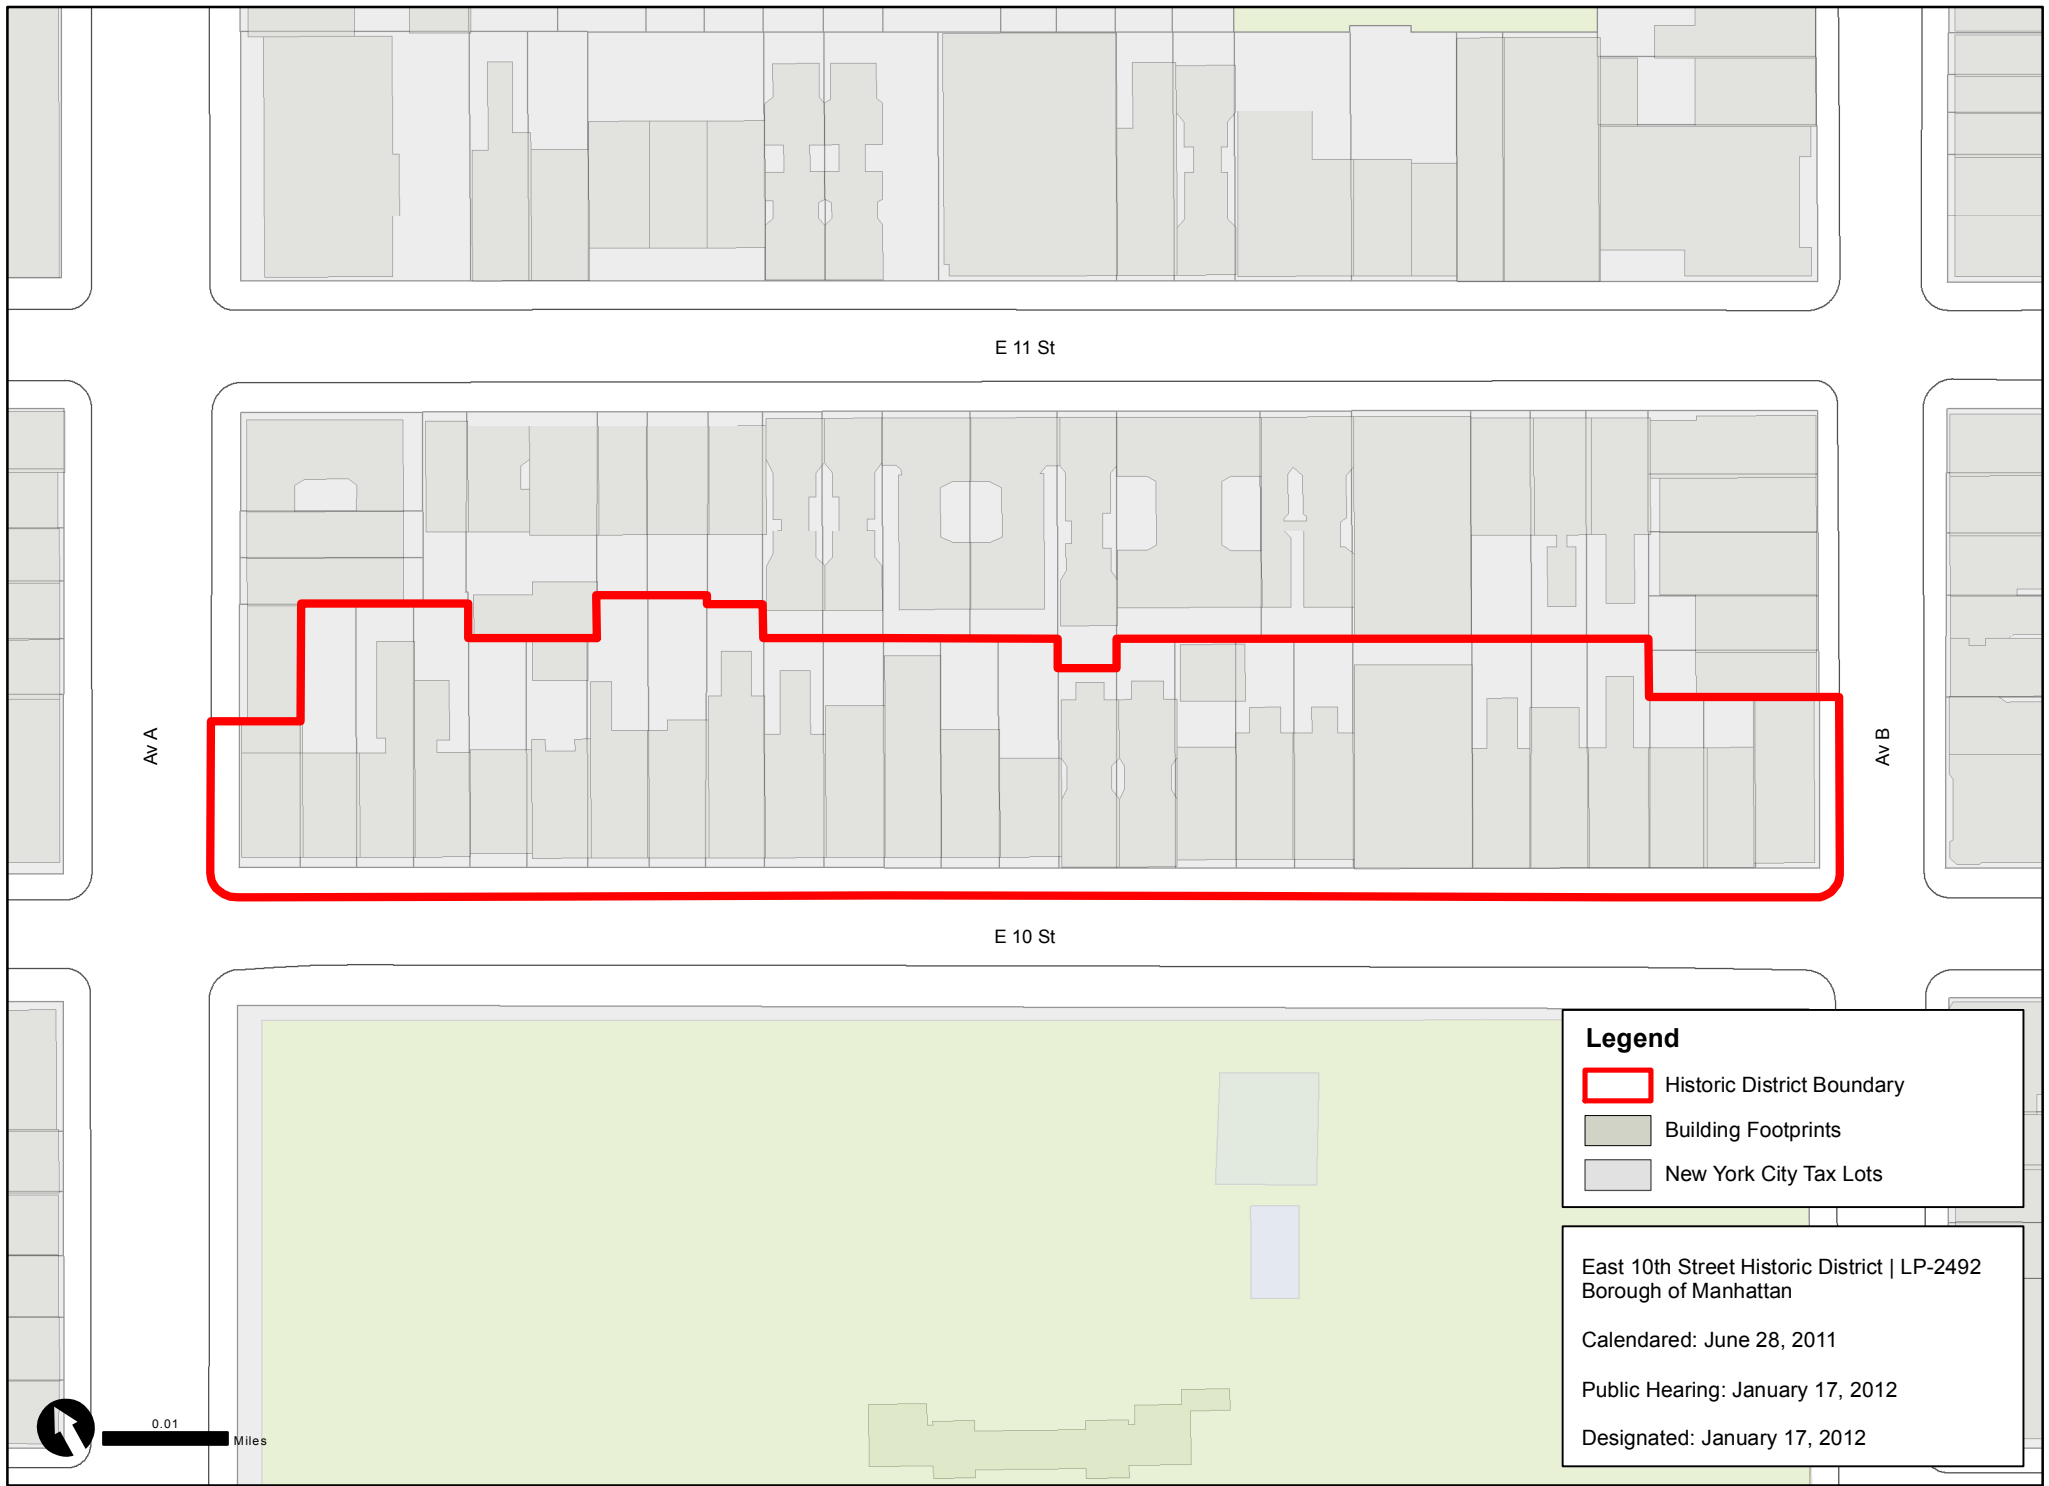 E 11 St
Av A
Av B
E 10 St
Legend
Historic District Boundary
Building Footprints
New York City Tax Lots
East 10th Street Historic District | LP-2492
Borough of Manhattan
Calendared: June 28, 2011
Public Hearing: January 17, 2012
Designated: January 17, 2012
0.01
Miles